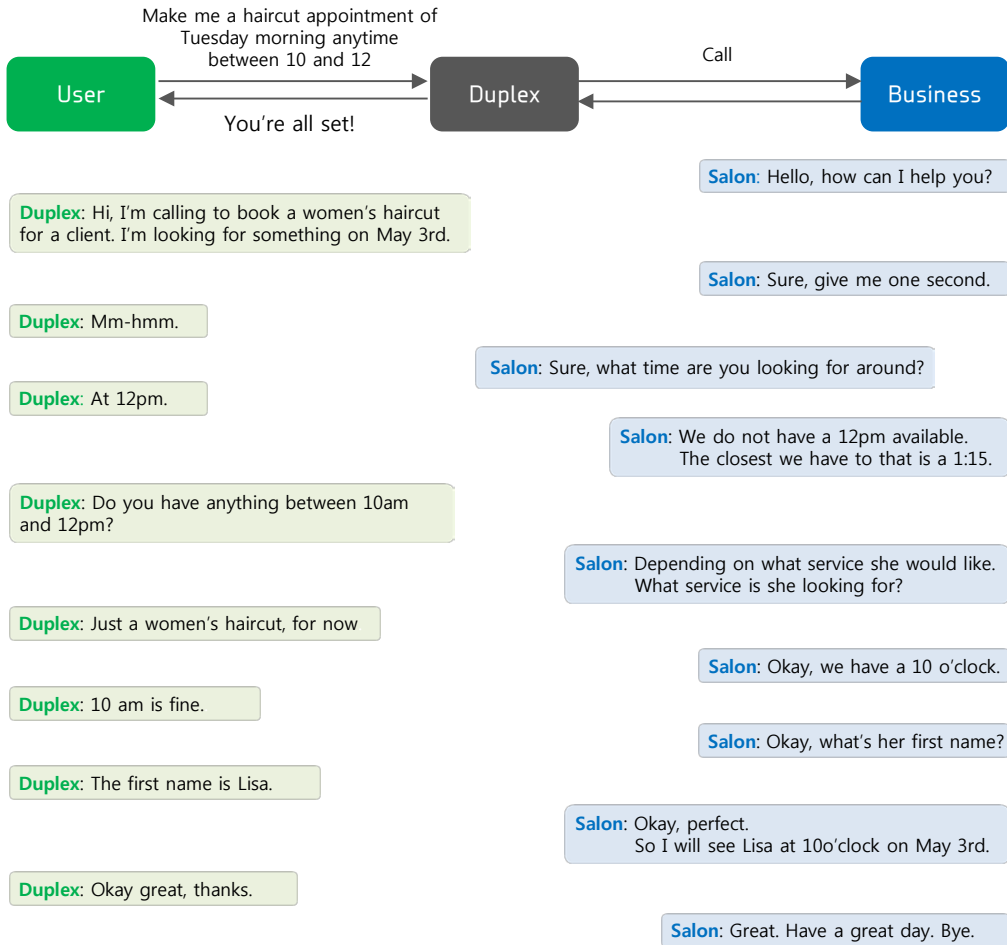 Make me a haircut appointment of
Tuesday morning anytime
between 10 and 12
Call
User
Duplex
Business
You're all set!
Salon: Hello, how can I help you?
Duplex: Hi, I'm calling to book a women's haircut
for a client. I'm looking for something on May 3rd.
Salon: Sure, give me one second.
Duplex: Mm-hmm.
Salon: Sure, what time are you looking for around?
Duplex: At 12pm.
Salon: We do not have a 12pm available.
The closest we have to that is a 1:15.
Duplex: Do you have anything between 10am
and 12pm?
Salon: Depending on what service she would like.
What service is she looking for?
Duplex: Just a women's haircut, for now
Salon: Okay, we have a 10 o'clock.
Duplex: 10 am is fine.
Salon: Okay, what's her first name?
Duplex: The first name is Lisa.
Salon: Okay, perfect.
So I will see Lisa at 10o'clock on May 3rd.
Duplex: Okay great, thanks.
Salon: Great. Have a great day. Bye.